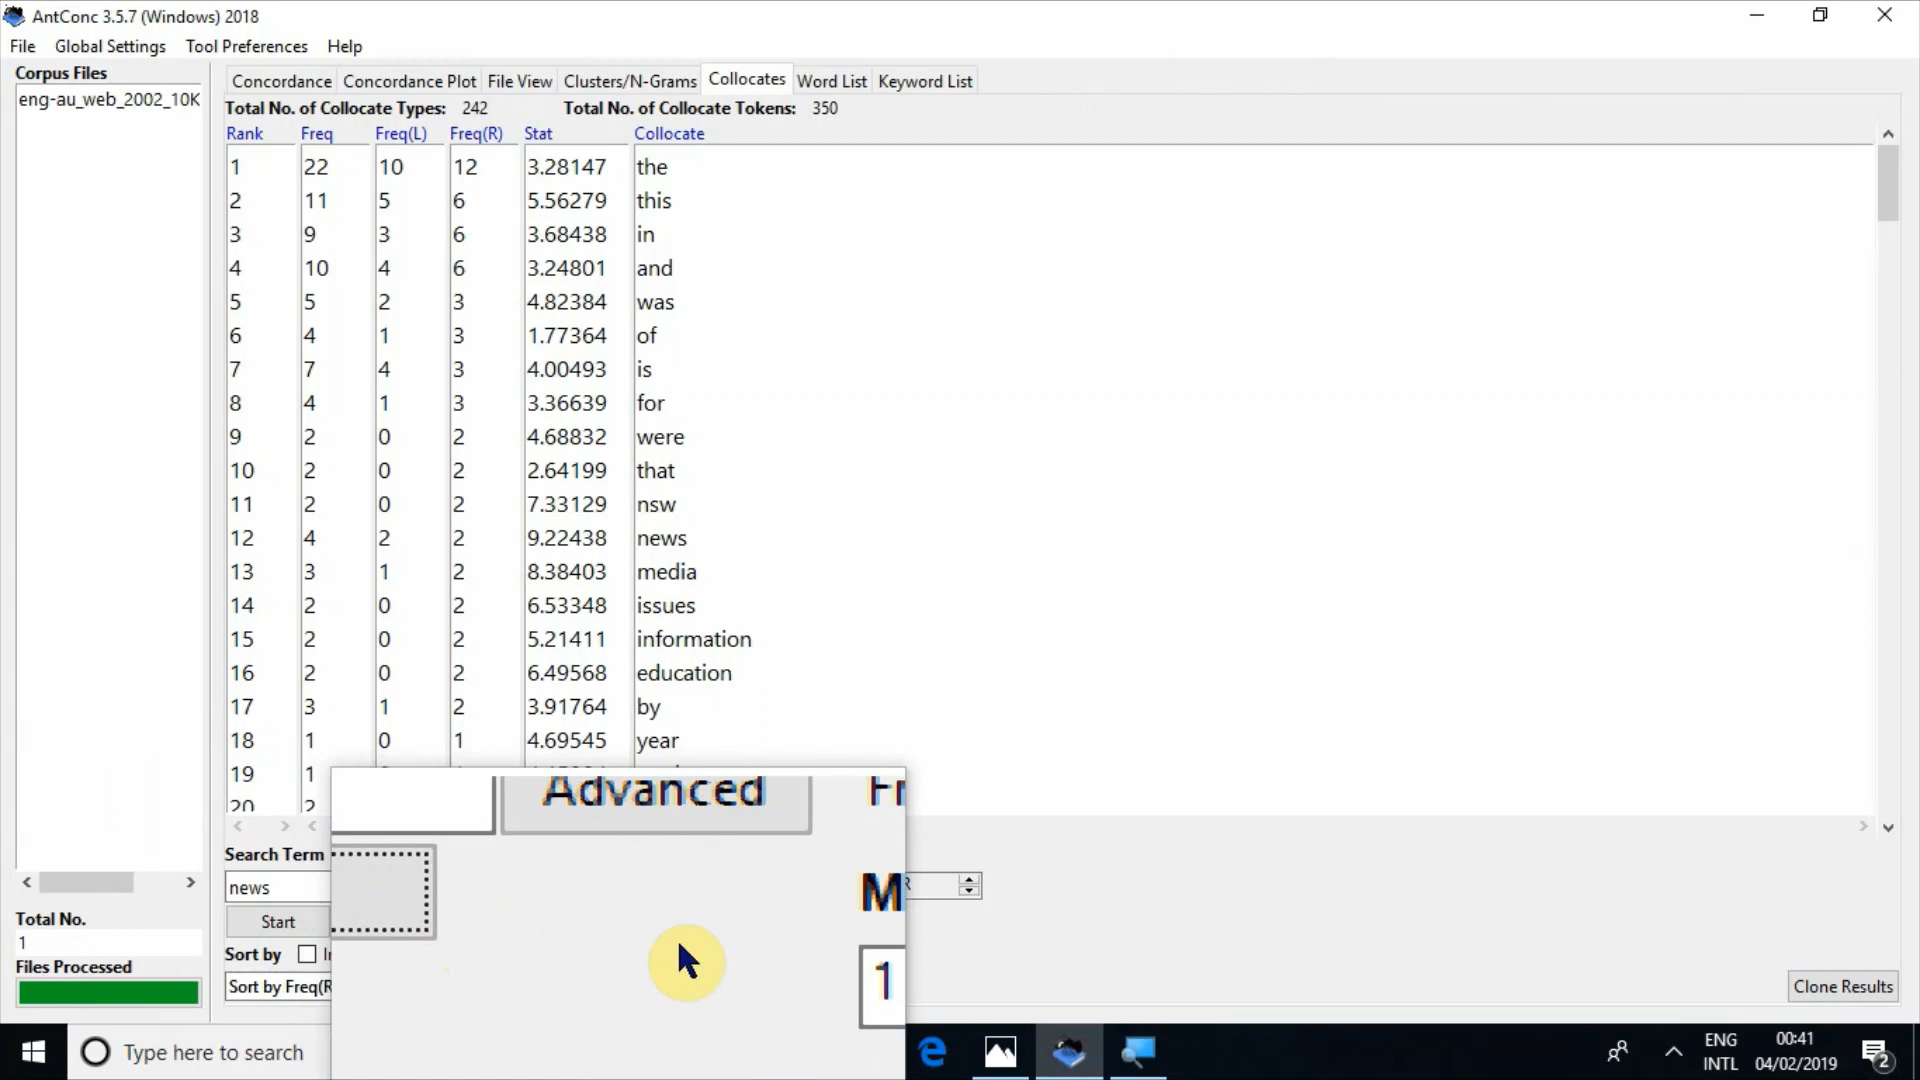 AntConc 3.5.7 (Windows) 2018
File Global Settings Tool Preferences Help
Corpus Files
eng-au_web_2002_10K
Concordance Concordance Plot File View Clusters/N-Grams Collocates Word List Keyword List
Total No. of Collocate Types: 242 Total No. of Collocate Tokens: 350
Rank Freq Freq(L) Freq(R) Stat Collocate
1 22 10 12 3.28147 the
2 11 5 6 5.56279 this
3 9 3 6 3.68438 in
4 10 4 6 3.24801 and
5 5 2 3 4.82384 was
6 4 1 3 1.77364 of
7 7 4 3 4.00493 is
8 4 1 3 3.36639 for
9 2 0 2 4.68832 were
10 2 0 2 2.64199 that
11 2 0 2 7.33129 nsw
12 4 2 2 9.22438 news
13 3 1 2 8.38403 media
14 2 0 2 6.53348 issues
15 2 0 2 5.21411 information
16 2 0 2 6.49568 education
17 3 1 2 3.91764 by
18 1 0 1 4.69545 year
19 1
20 2
Advanced Fr
Search Term
news
M
Start
Sort by
Sort by Freq(R
1
Total No.
1
Files Processed
Clone Results
Type here to search
ENG
INTL
00:41
04/02/2019
2